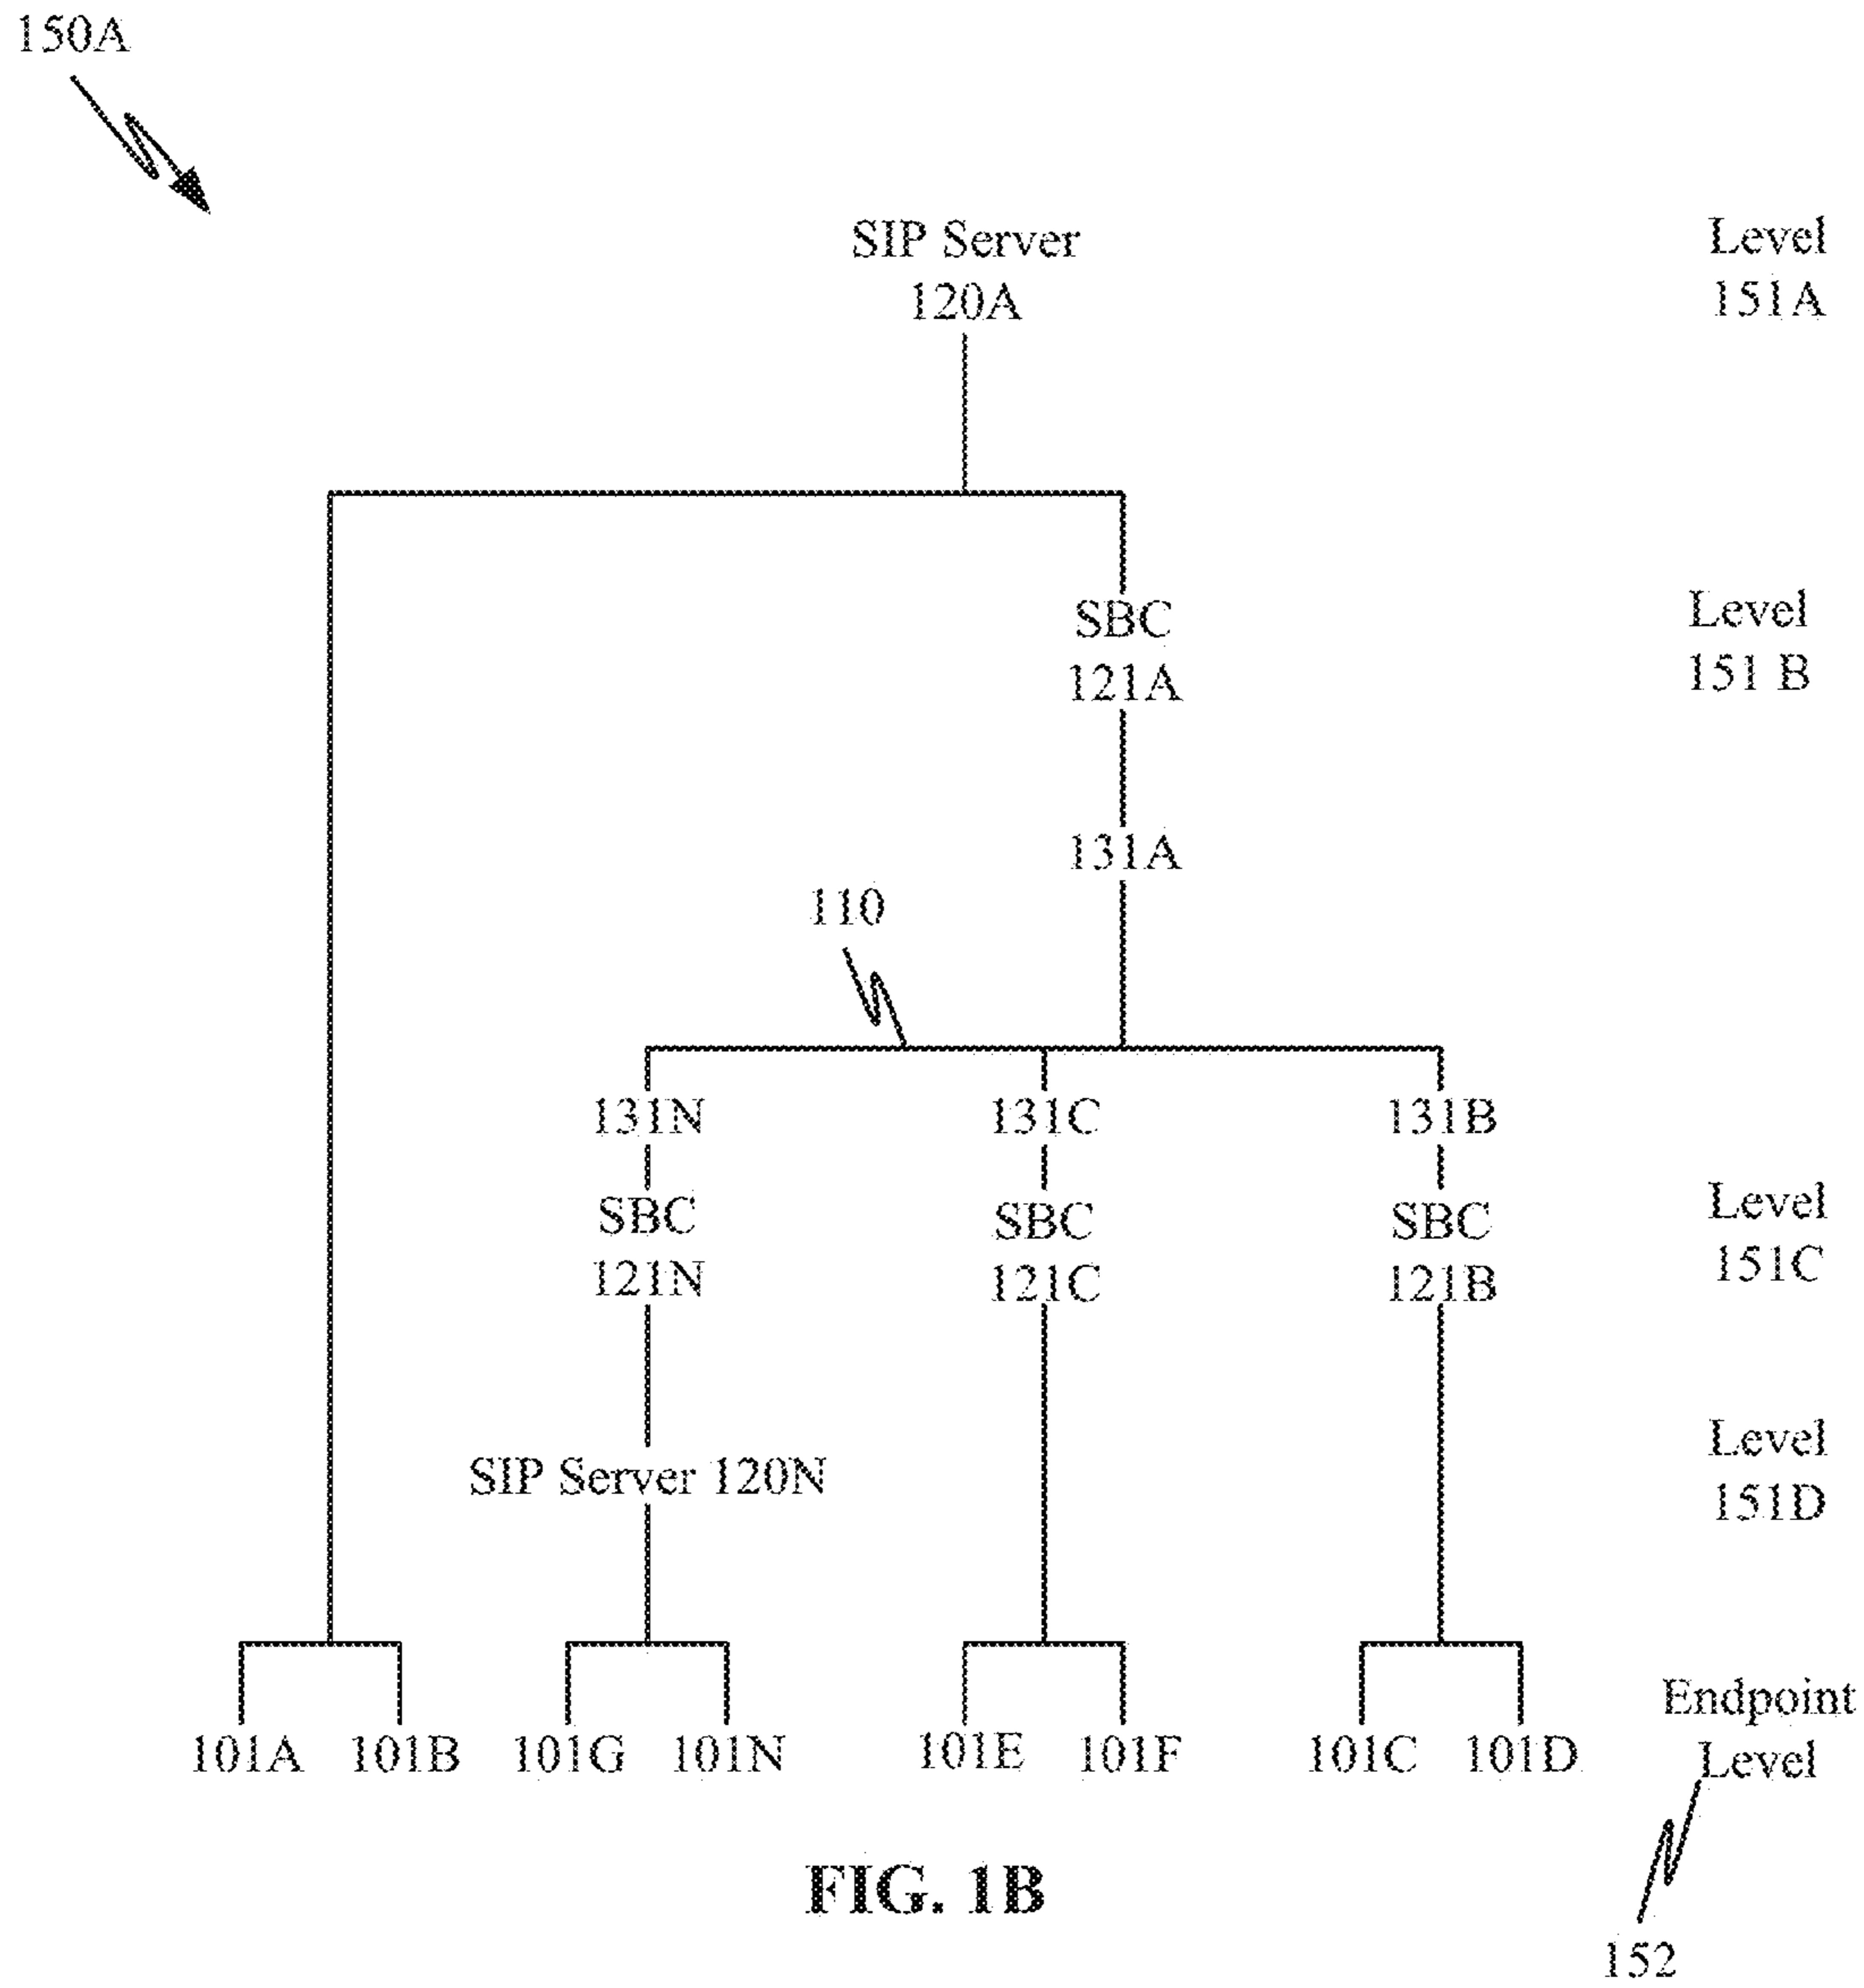 150A
SIP Server
120A
Level
151A
SBC
121A
Level
151 B
131A
110
131N
131C
131B
SBC
121N
SBC
121C
SBC
121B
Level
151C
SIP Server 120N
Level
151D
101A
101B
101G
101N
101E
101F
101C
101D
Endpoint
Level
152
FIG. 1B